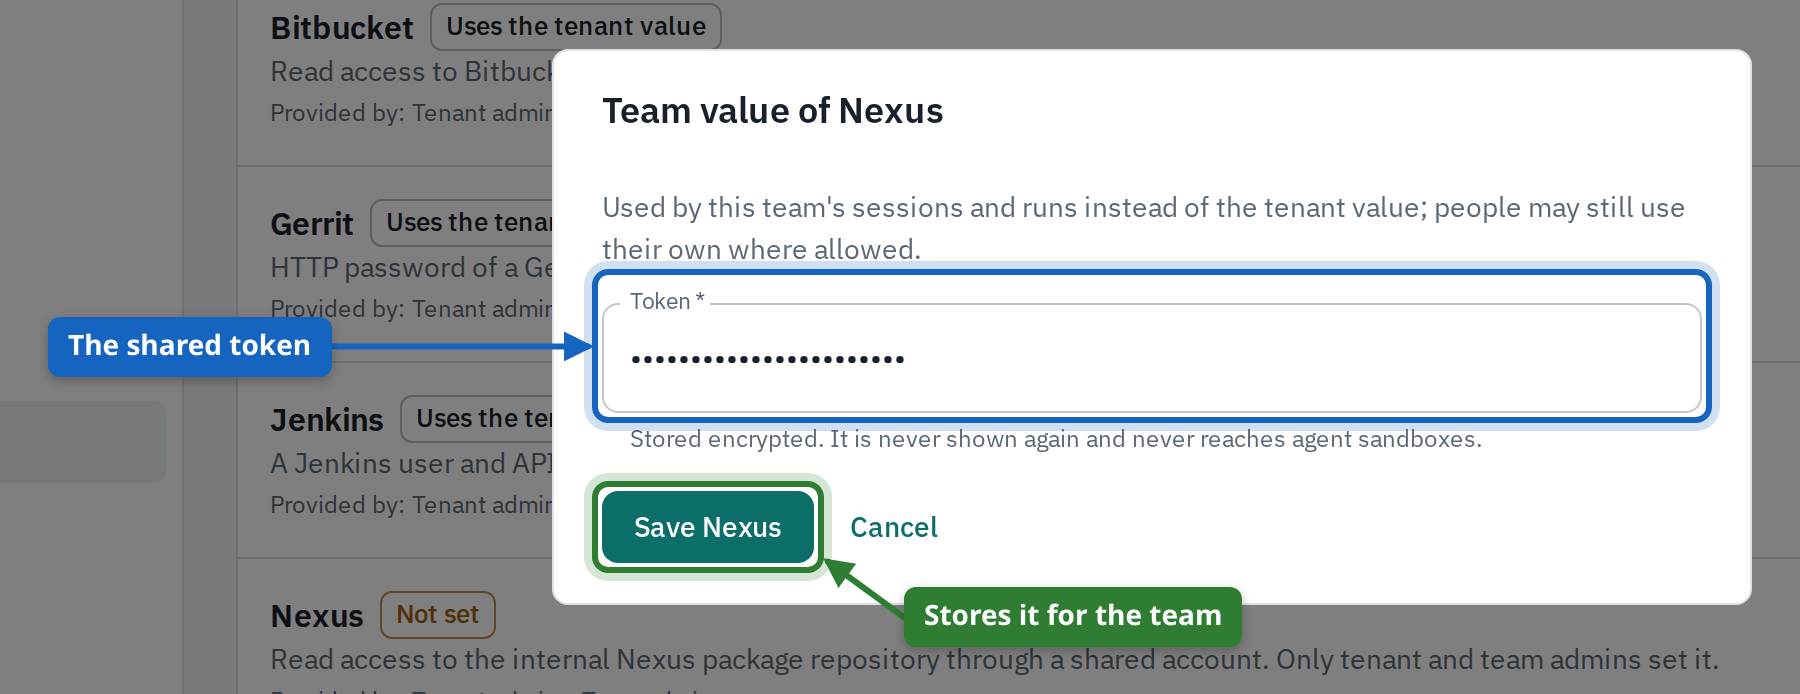 Bitbucket Uses the tenant value
Read access to Bitbuck
Provided by: Tenant admin
Team value of Nexus
Used by this team's sessions and runs instead of the tenant value; people may still use
their own where allowed.
Gerrit Uses the tenan
HTTP password of a Ge
Provided by: Tenant admin
Token *
The shared token
••••••••••••••••••••••••
Stored encrypted. It is never shown again and never reaches agent sandboxes.
Jenkins Uses the ten
A Jenkins user and API
Provided by: Tenant admin
Save Nexus Cancel
Stores it for the team
Nexus Not set
Read access to the internal Nexus package repository through a shared account. Only tenant and team admins set it.